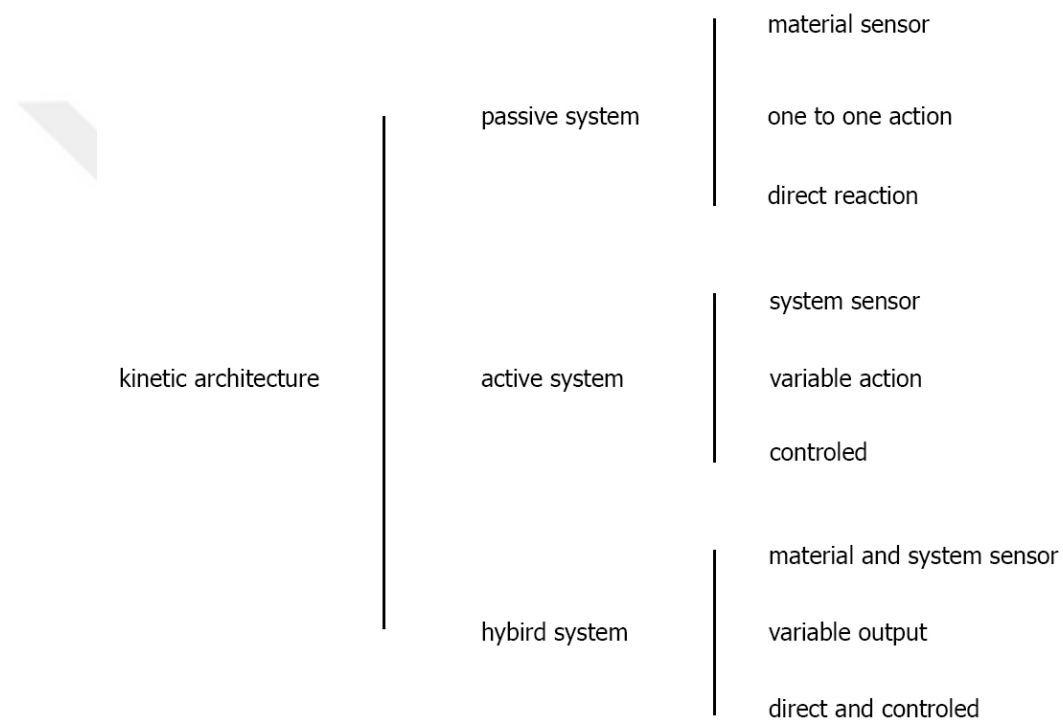 kinetic architecture
passive system
material sensor
one to one action
direct reaction
active system
system sensor
variable action
controled
hybird system
material and system sensor
variable output
direct and controled